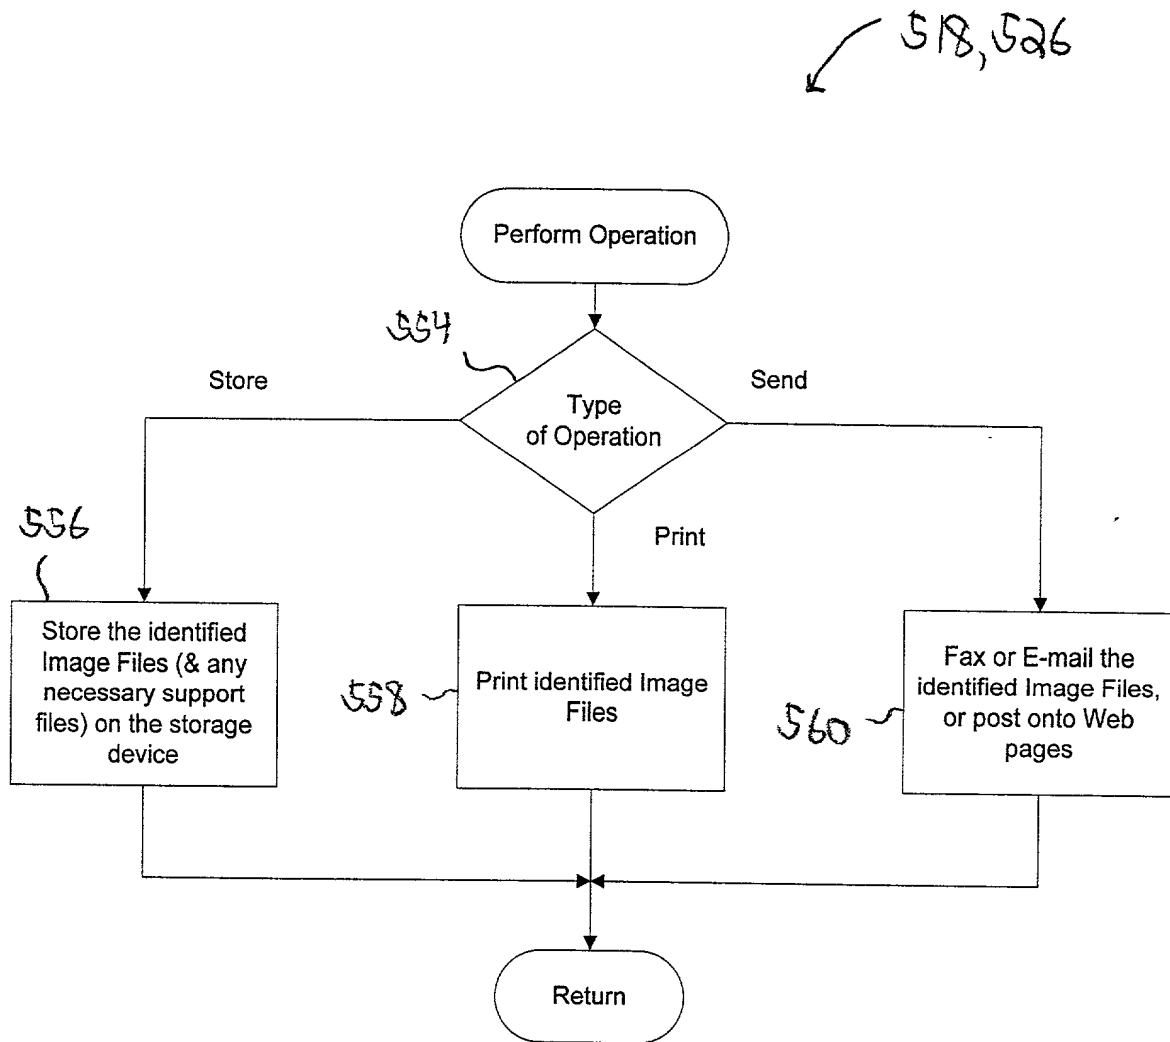 518, 526
Perform Operation
554
Store
Send
Type
of Operation
556
Print
Store the identified
Image Files (& any
necessary support
files) on the storage
device
558
Print identified Image
Files
560
Fax or E-mail the
identified Image Files,
or post onto Web
pages
Return